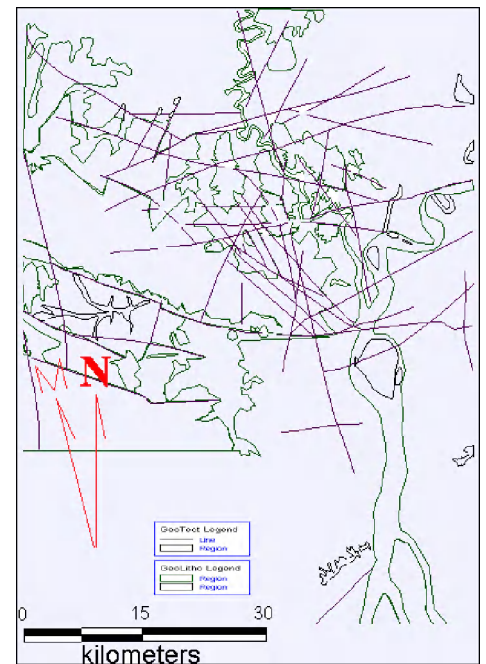 M
N
GeoTect Legend
Line
Region
GeoLitho Legend
Region
Region
0 15 30
kilometers